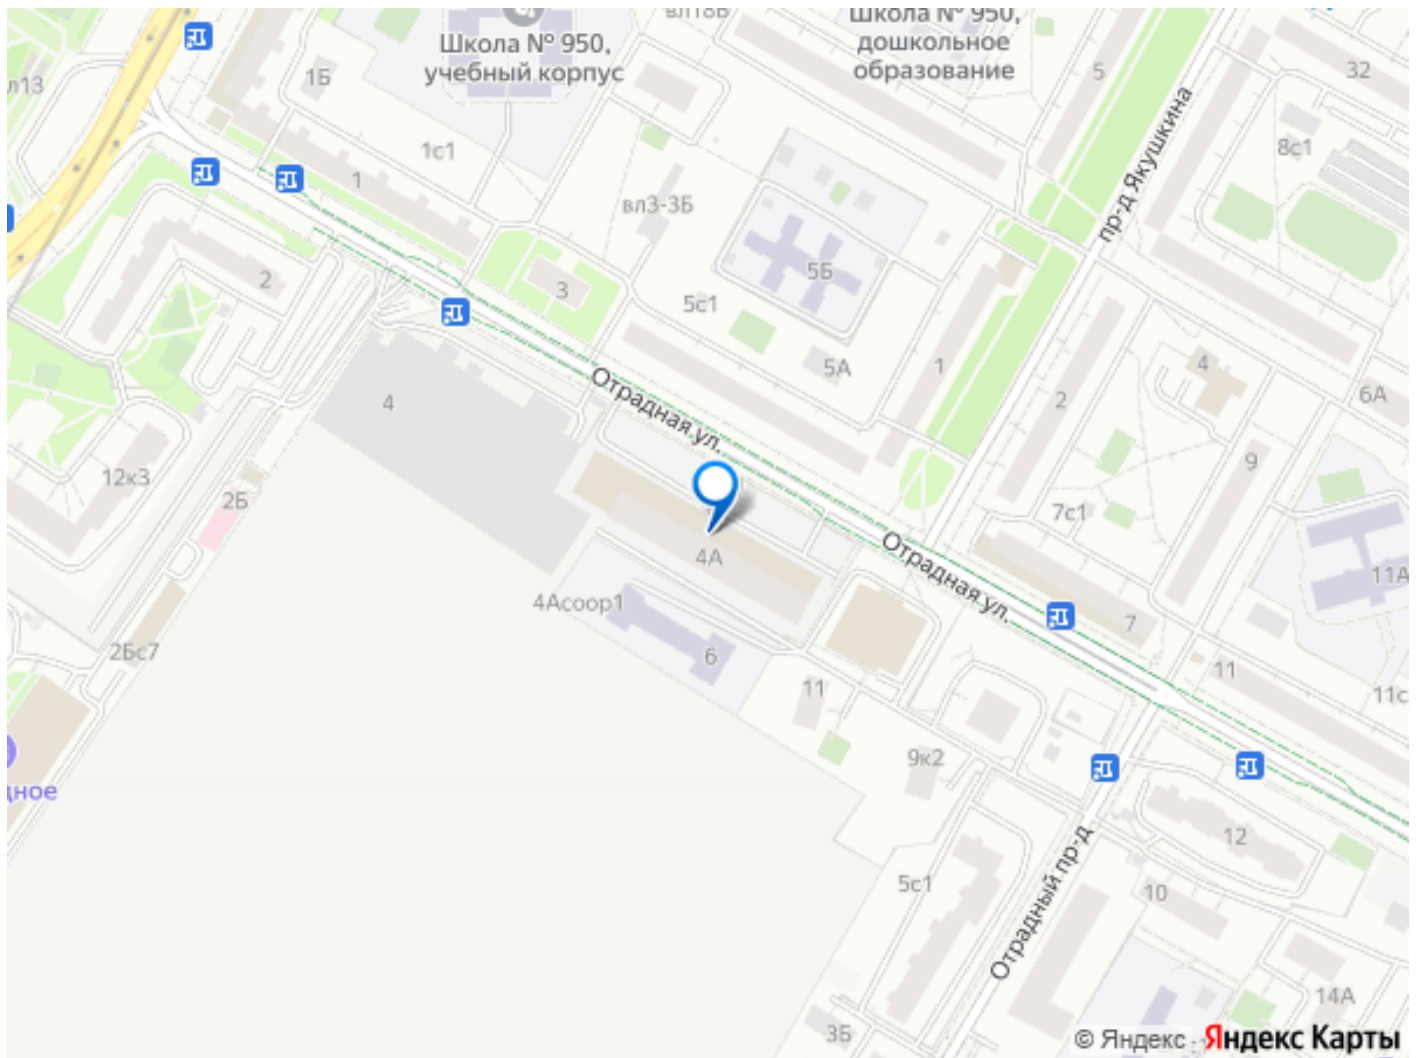 вл18В
Школа № 950,
учебный корпус
Школа № 950,
дошкольное
образование
5
32
л13
1Б
1с1
1
вл3-3Б
пр-д Якушкина
8с1
2
3
5Б
5с1
5А
1
2
4
6А
4
Отрадная ул.
12к3
2Б
9
7с1
4А
Отрадная ул.
11А
4Асоор1
6
7
2Бс7
11
11
11с
9к2
дное
12
5с1
10
Отрадный пр-д
14А
3Б
© Яндекс Яндекс Карты